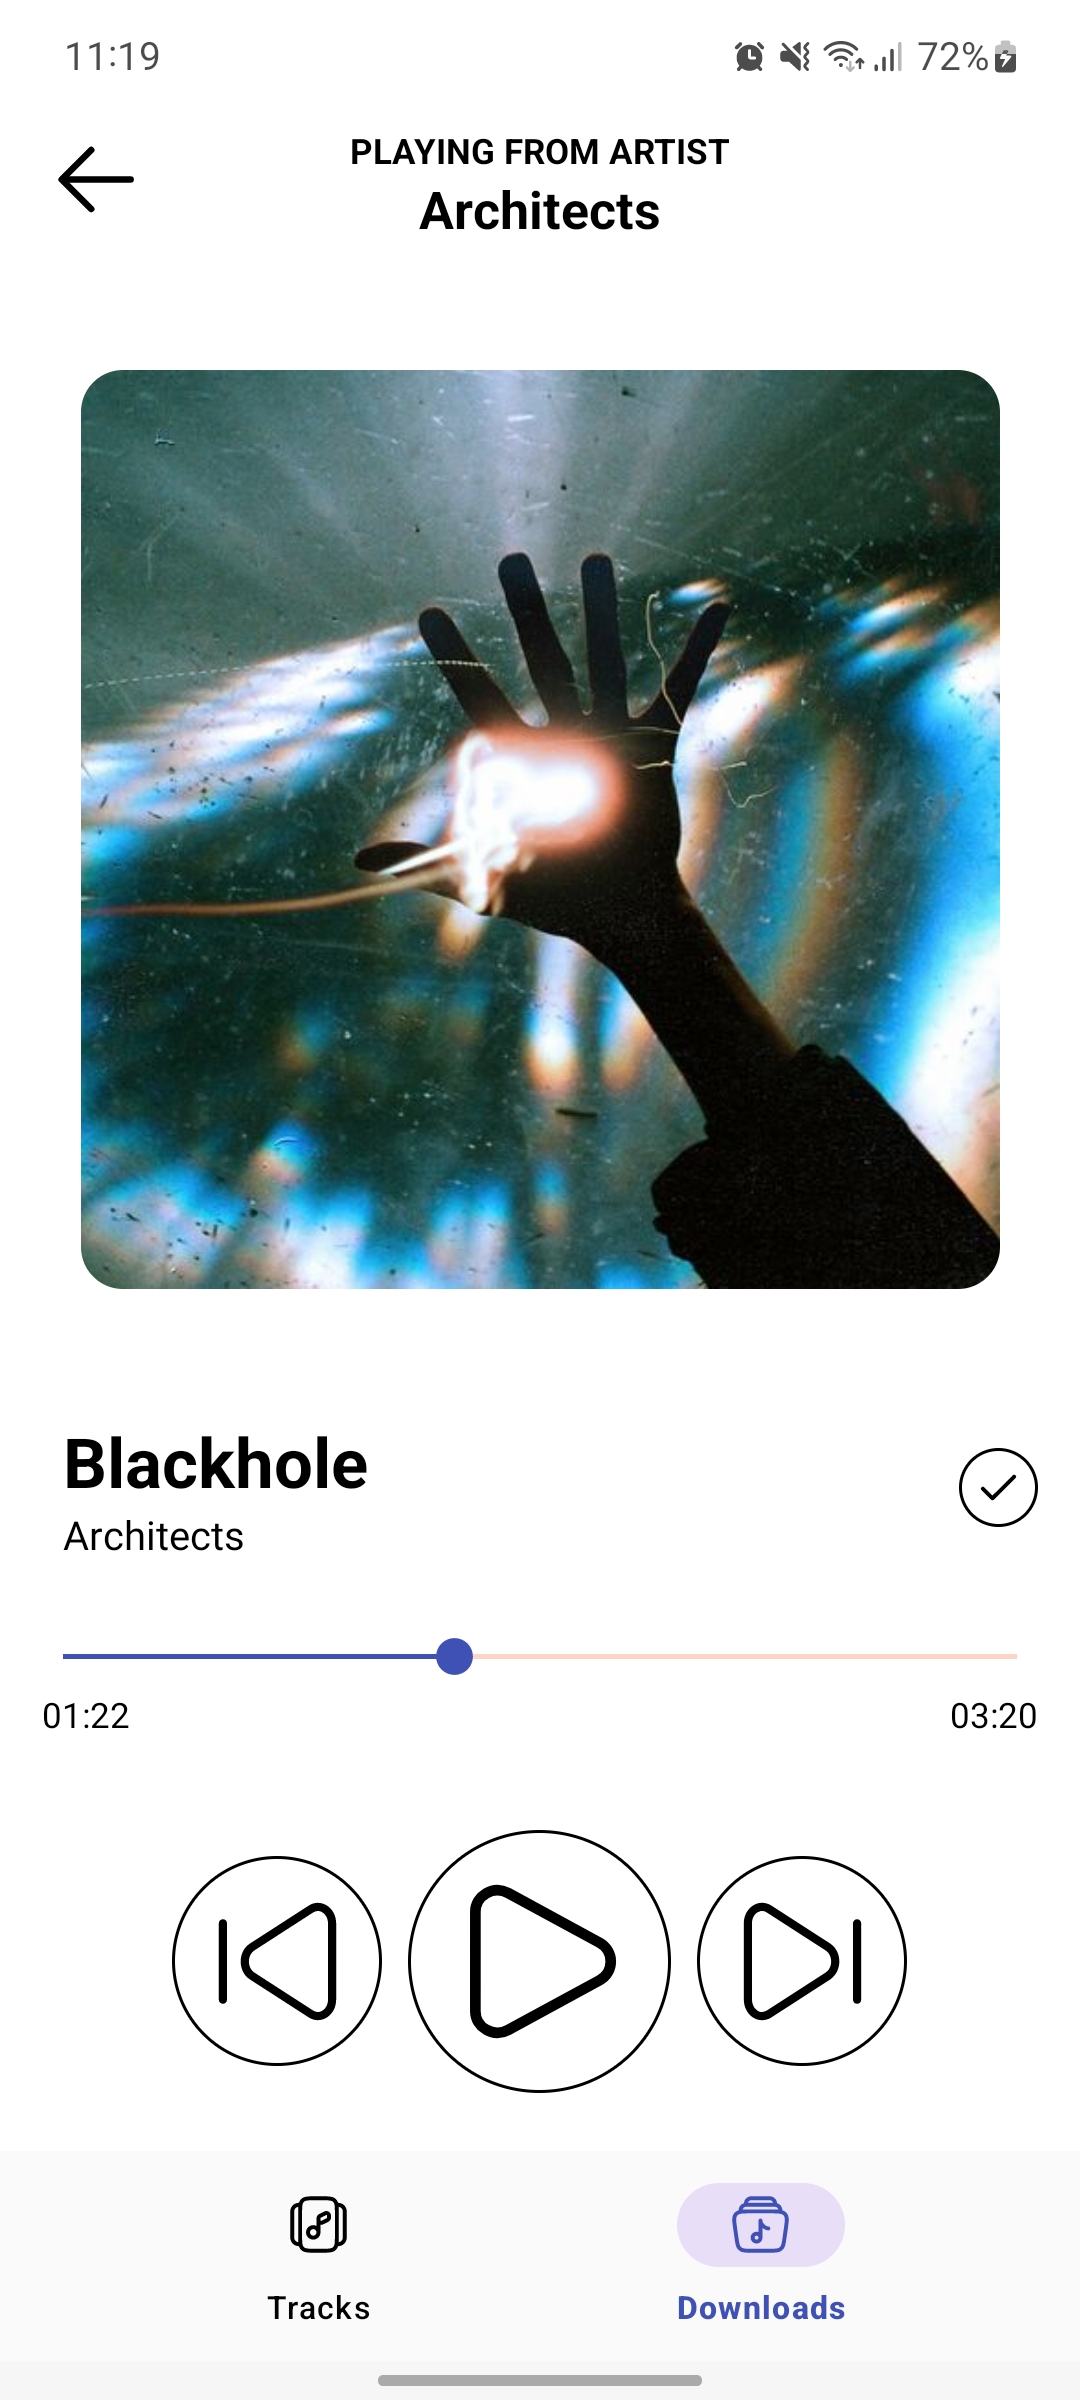 11:19
72%
PLAYING FROM ARTIST
Architects
Blackhole
Architects
01:22
03:20
Tracks
Downloads